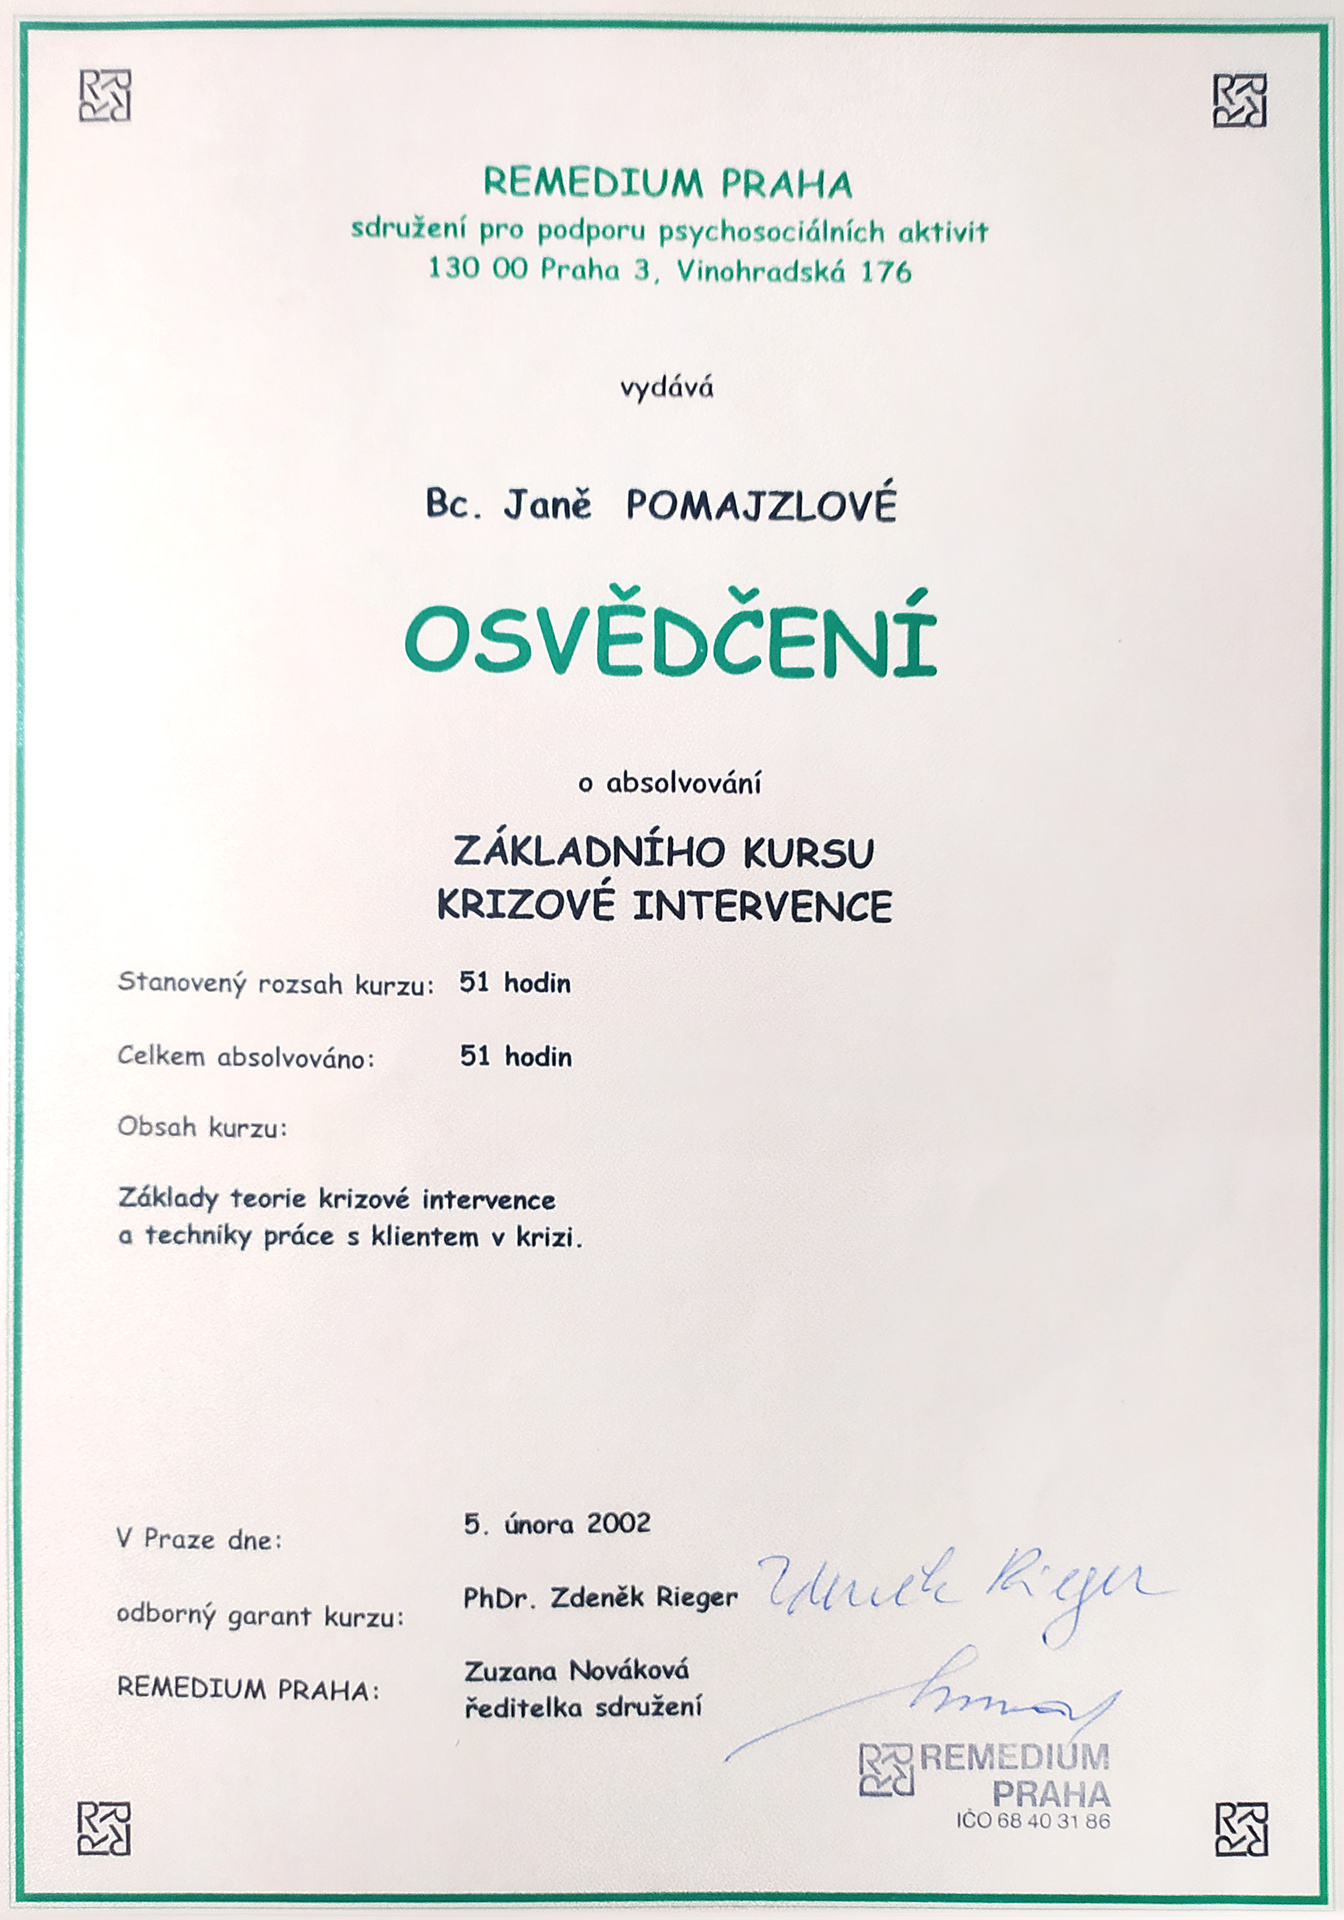 REMEDIUM PRAHA
sdružení pro podporu psychosociálních aktivit
130 00 Praha 3, Vinohradská 176
vydává
Bc. Janě POMAJZLOVÉ
OSVĚDČENÍ
o absolvování
ZÁKLADNÍHO KURSU
KRIZOVÉ INTERVENCE
Stanovený rozsah kurzu: 51 hodin
Celkem absolvováno: 51 hodin
Obsah kurzu:
Základy teorie krizové intervence
a techniky práce s klientem v krizi.
V Praze dne: 5. února 2002
odborný garant kurzu: PhDr. Zdeněk Rieger Zdeněk Rieger
REMEDIUM PRAHA: Zuzana Nováková
ředitelka sdružení
REMEDIUM
PRAHA
IČO 68 40 31 86